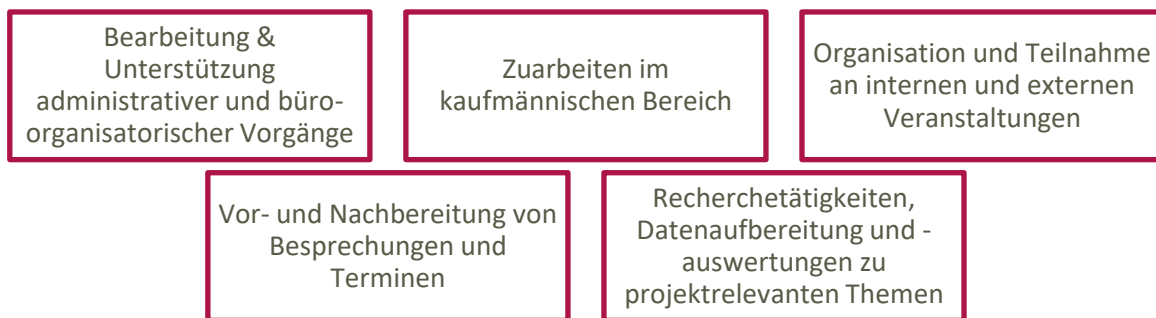 Bearbeitung &
Unterstützung
administrativer und büro-
organisatorischer Vorgänge
Zuarbeiten im
kaufmännischen Bereich
Organisation und Teilnahme
an internen und externen
Veranstaltungen
Vor- und Nachbereitung von
Besprechungen und
Terminen
Recherchetätigkeiten,
Datenaufbereitung und -
auswertungen zu
projektrelevanten Themen